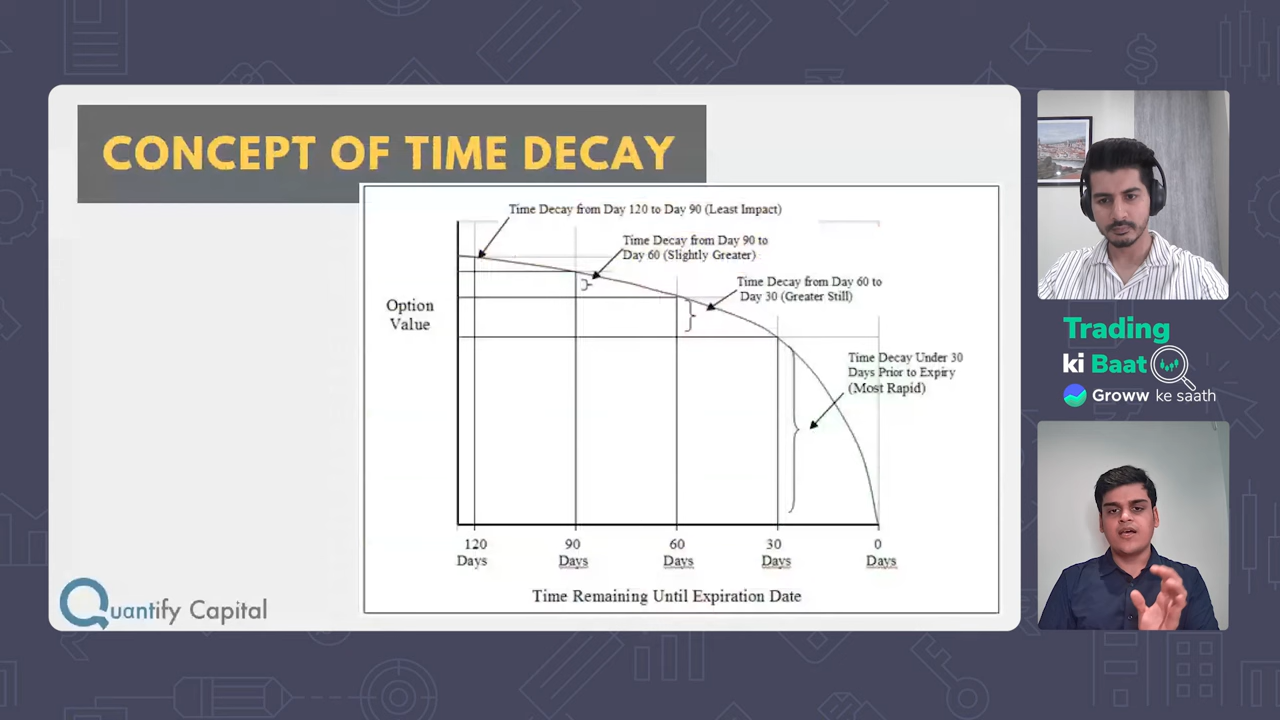 CONCEPT OF TIME DECAY
Time Decay from Day 120 to Day 90 (Least Impact)
Time Decay from Day 90 to
Day 60 (Slightly Greater)
Time Decay from Day 60 to
Day 30 (Greater Still)
Option
Value
Time Decay Under 30
Days Prior to Expiry
(Most Rapid)
120
Days
90
Days
60
Days
30
Days
0
Days
Time Remaining Until Expiration Date
Quantify Capital
Trading
ki Baat
Groww ke saath